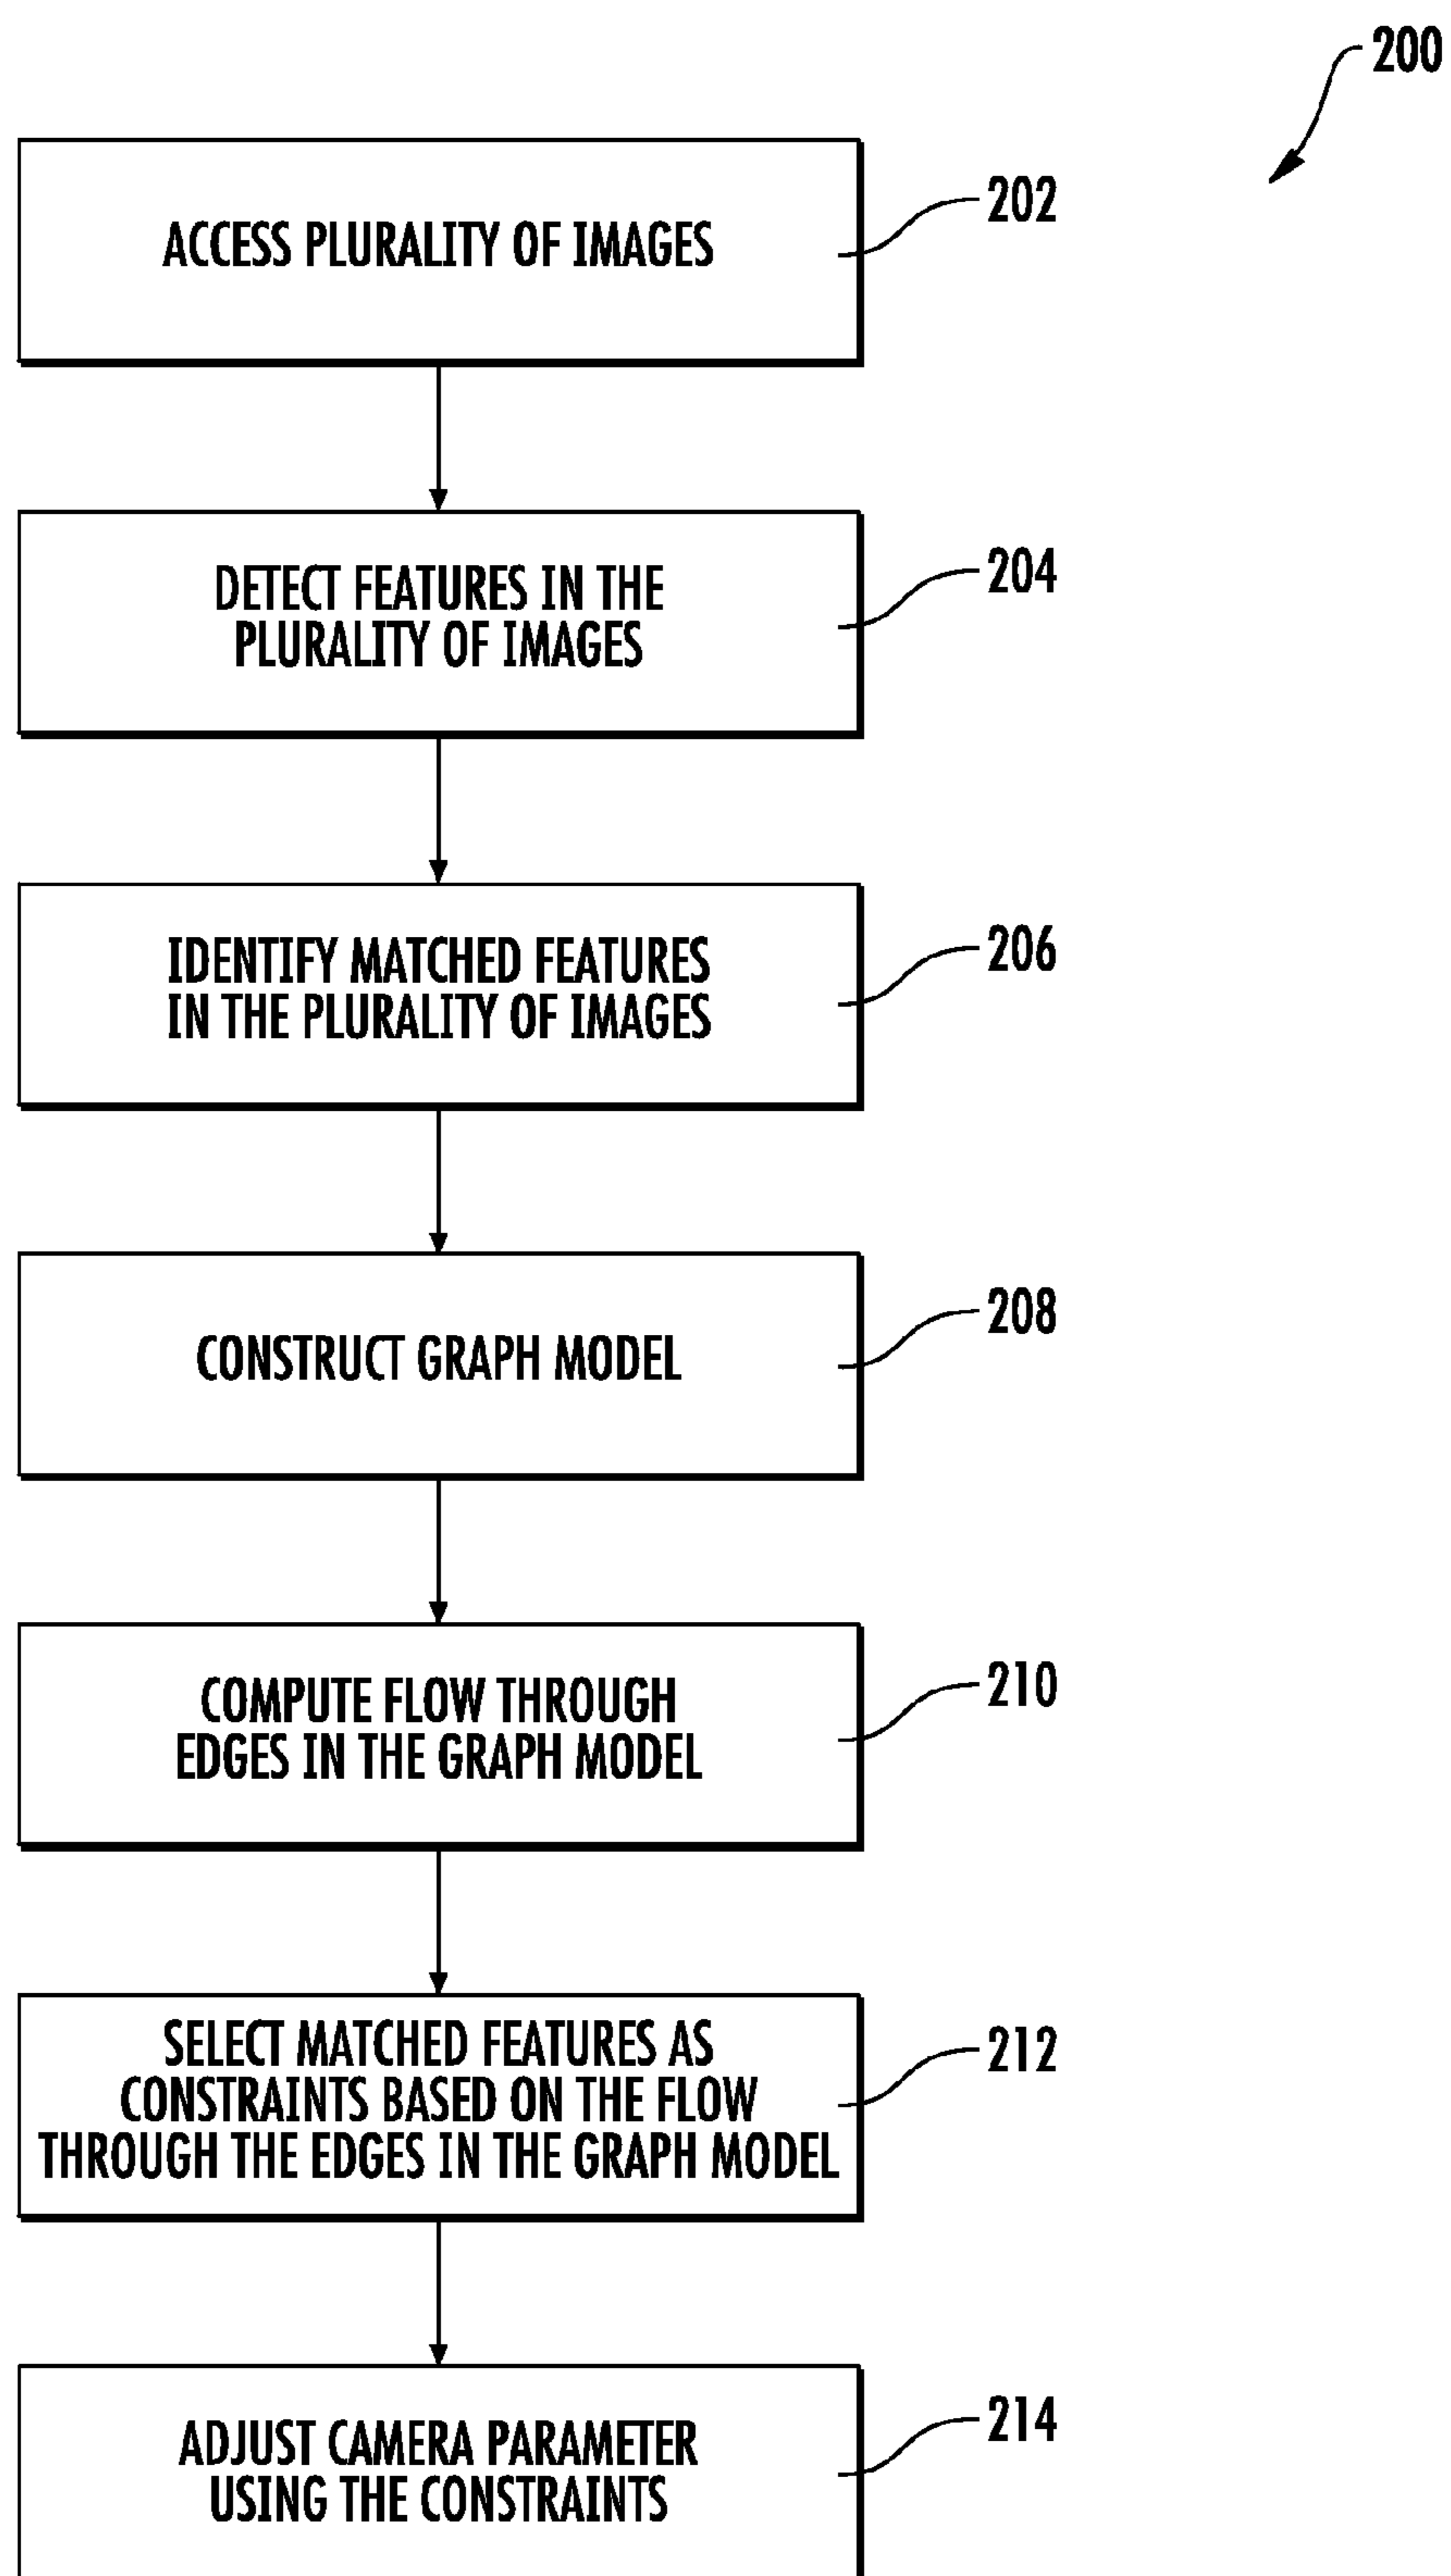 200
ACCESS PLURALITY OF IMAGES
202
DETECT FEATURES IN THE
PLURALITY OF IMAGES
204
IDENTIFY MATCHED FEATURES
IN THE PLURALITY OF IMAGES
206
CONSTRUCT GRAPH MODEL
208
COMPUTE FLOW THROUGH
EDGES IN THE GRAPH MODEL
210
SELECT MATCHED FEATURES AS
CONSTRAINTS BASED ON THE FLOW
THROUGH THE EDGES IN THE GRAPH MODEL
212
ADJUST CAMERA PARAMETER
USING THE CONSTRAINTS
214